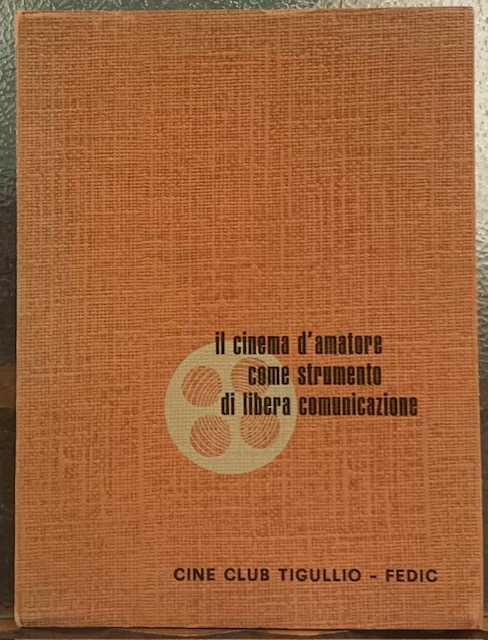 il cinema d'amatore
come strumento
di libera comunicazione
CINE CLUB TIGULLIO - FEDIC